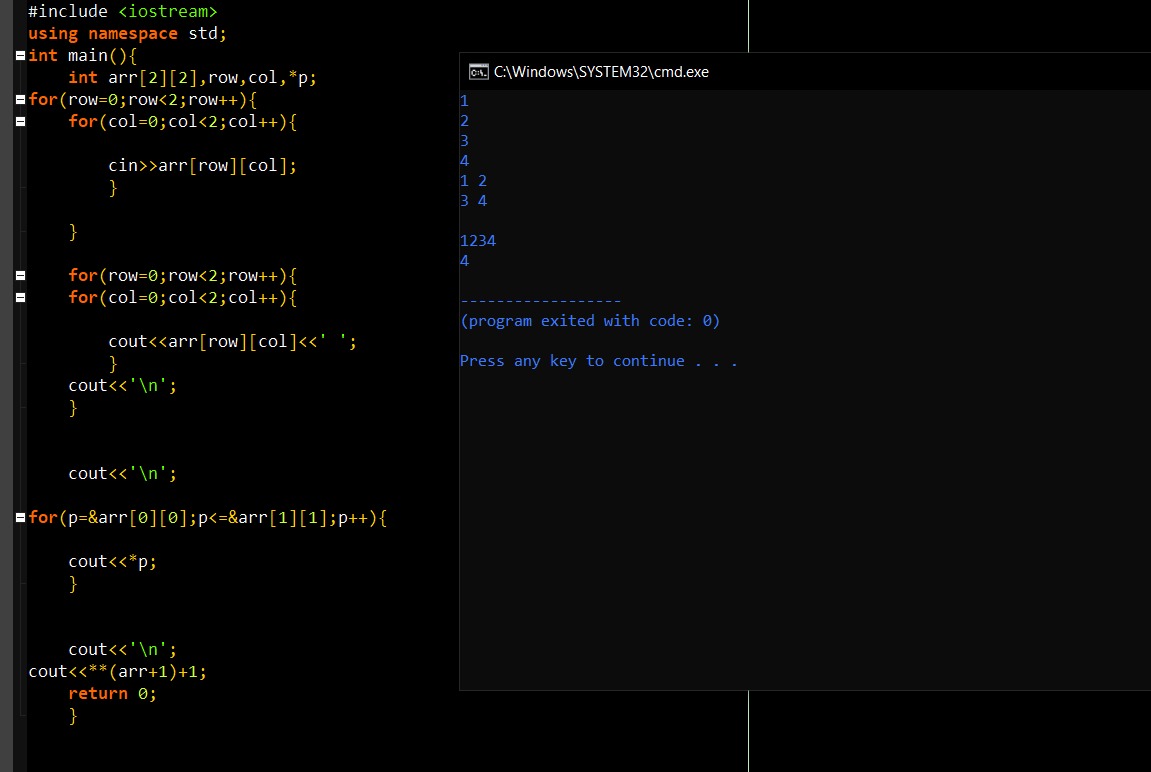 #include <iostream>
using namespace std;
int main(){
int arr[2][2],row,col,*p;
for(row=0;row<2;row++){
for(col=0;col<2;col++){
cin>>arr[row][col];
}
}
for(row=0;row<2;row++){
for(col=0;col<2;col++){
cout<<arr[row][col]<<' ';
}
cout<<'\n';
}
cout<<'\n';
for(p=&arr[0][0];p<=&arr[1][1];p++){
cout<<*p;
}
cout<<'\n';
cout<<**(arr+1)+1;
return 0;
}
C:\Windows\SYSTEM32\cmd.exe
1
2
3
4
1 2
3 4
1234
4
------------------
(program exited with code: 0)
Press any key to continue . . .